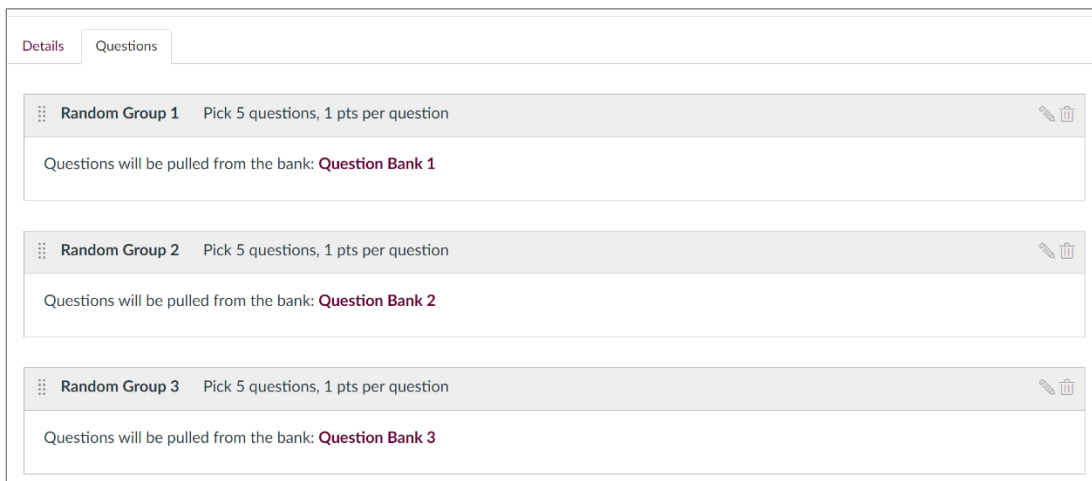 Details Questions
Random Group 1 Pick 5 questions, 1 pts per question
Questions will be pulled from the bank: Question Bank 1
Random Group 2 Pick 5 questions, 1 pts per question
Questions will be pulled from the bank: Question Bank 2
Random Group 3 Pick 5 questions, 1 pts per question
Questions will be pulled from the bank: Question Bank 3